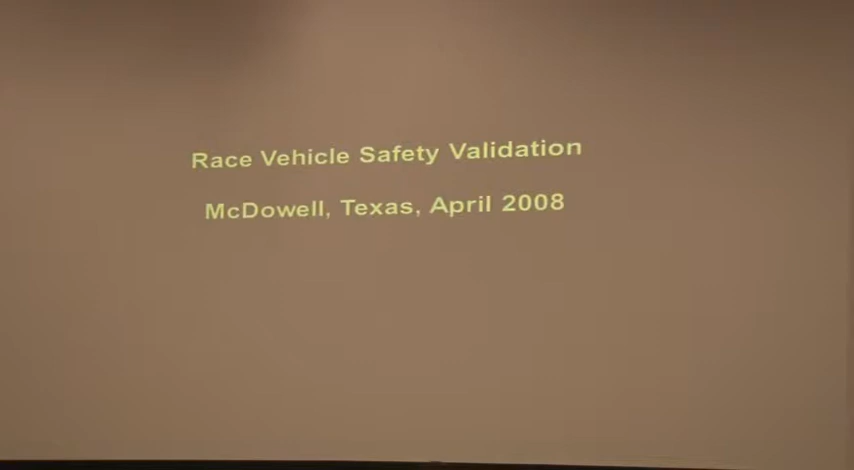 Race Vehicle Safety Validation
McDowell, Texas, April 2008